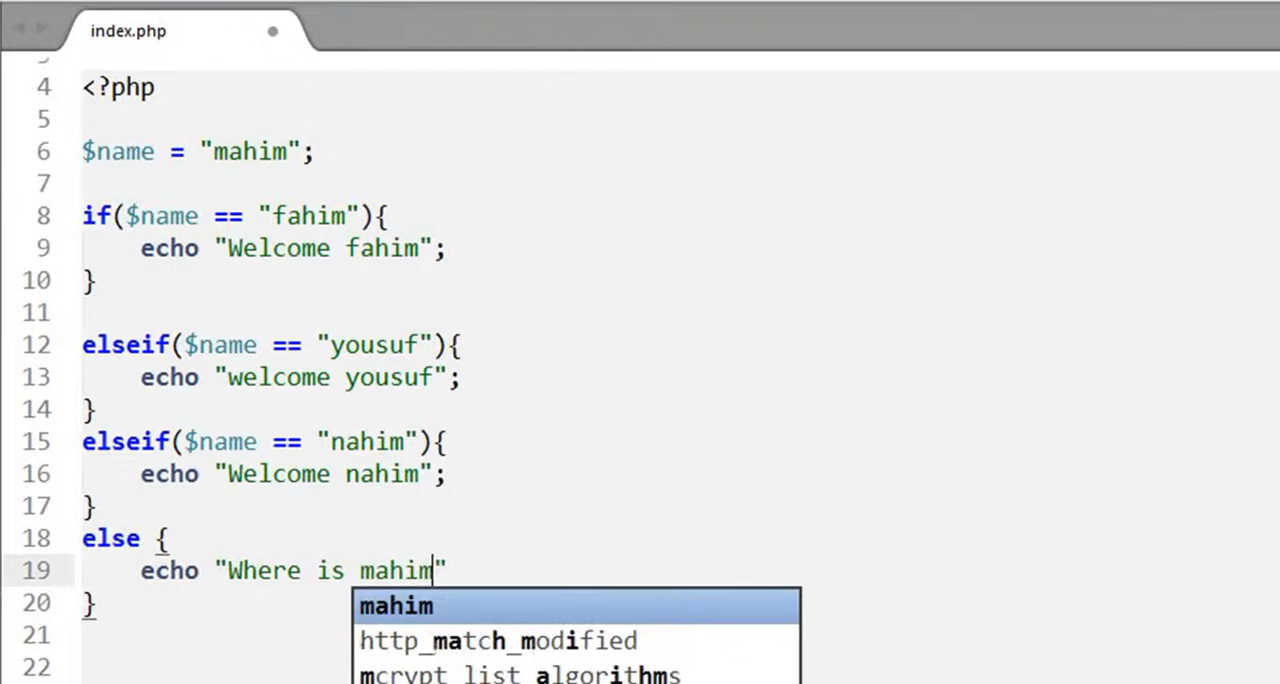 index.php
4 <?php
5
6 $name = "mahim";
7
8 if($name == "fahim"){
9 echo "Welcome fahim";
10 }
11
12 elseif($name == "yousuf"){
13 echo "welcome yousuf";
14 }
15 elseif($name == "nahim"){
16 echo "Welcome nahim";
17 }
18 else {
19 echo "Where is mahim"
20 }
mahim
21 http_match_modified
22 mcrypt_list_algorithms